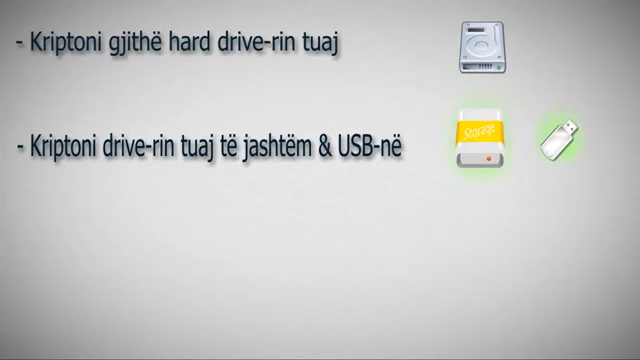 - Kriptoni gjithë hard drive-rin tuaj
- Kriptoni drive-rin tuaj të jashtëm & USB-në
Storage